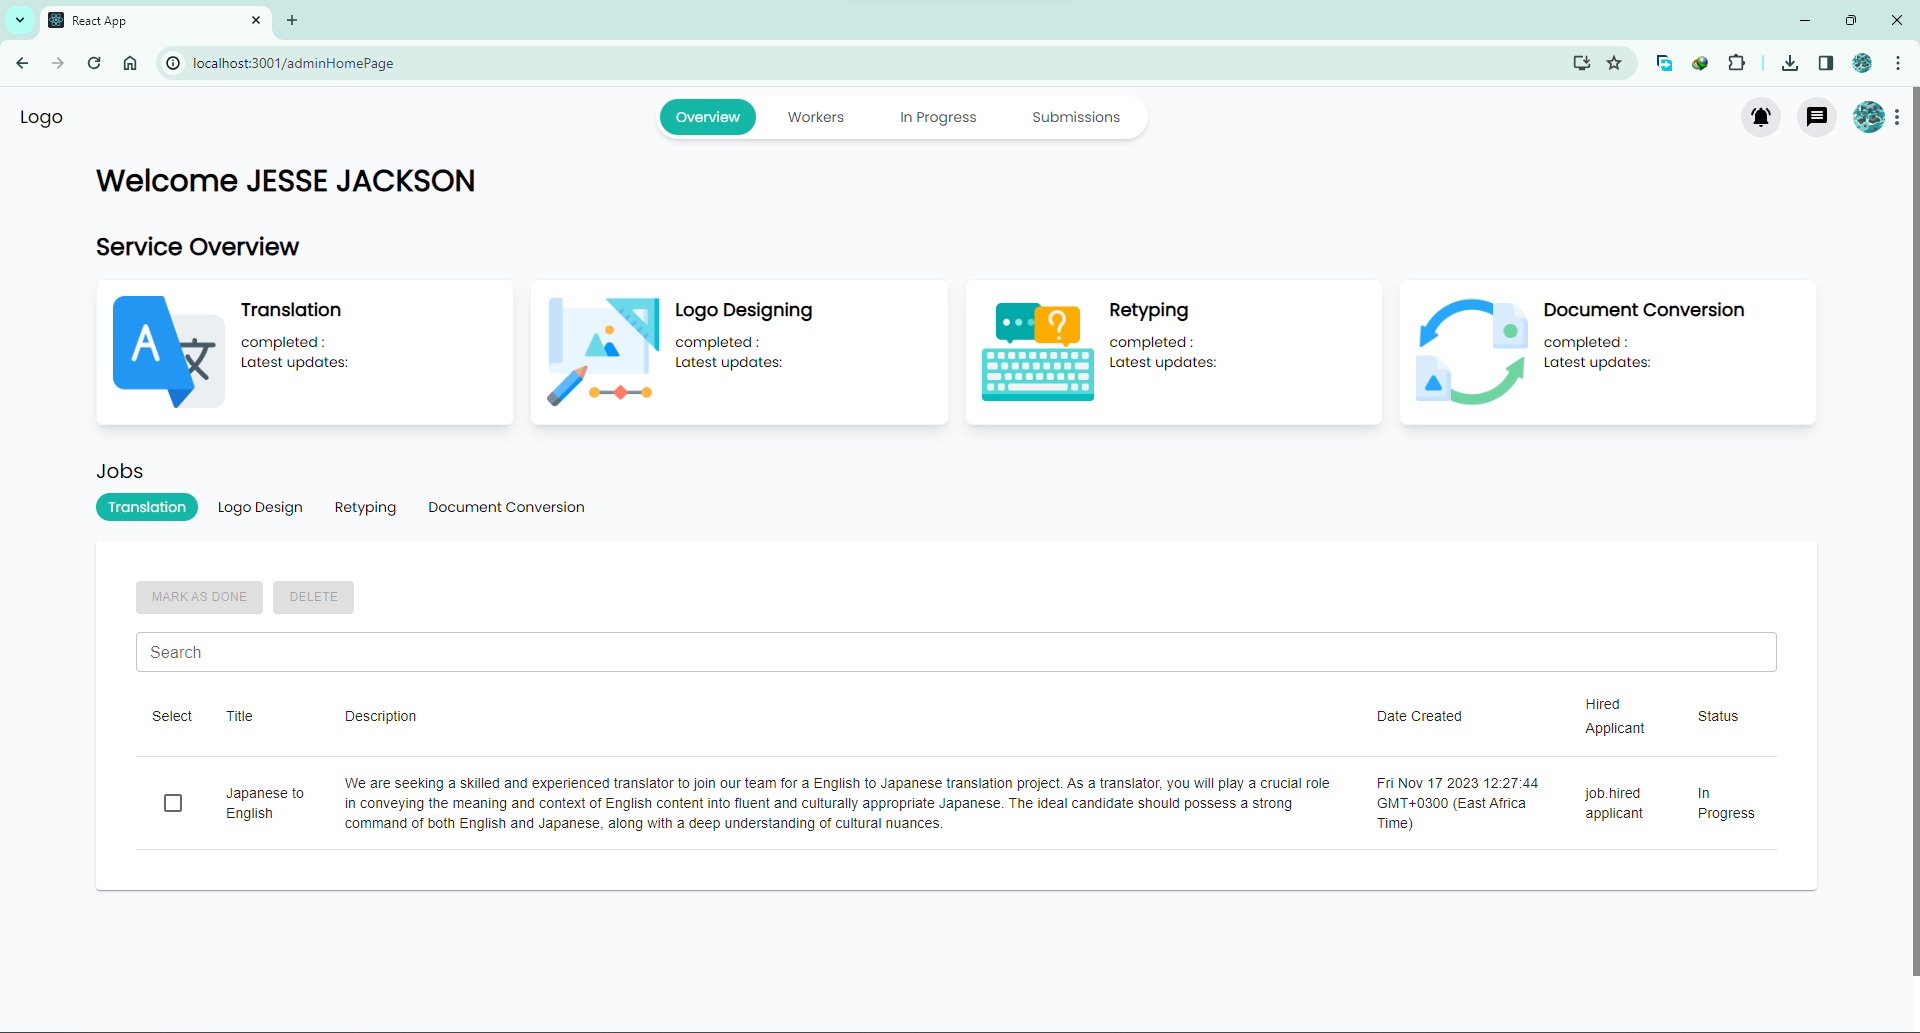 React App
localhost:3001/adminHomePage
Logo
Overview
Workers
In Progress
Submissions
Welcome JESSE JACKSON
Service Overview
A
Translation
completed :
Latest updates:
Logo Designing
completed :
Latest updates:
?
Retyping
completed :
Latest updates:
Document Conversion
completed :
Latest updates:
Jobs
Translation
Logo Design
Retyping
Document Conversion
MARK AS DONE
DELETE
Search
Select
Title
Description
Date Created
Hired
Applicant
Status
Japanese to
English
We are seeking a skilled and experienced translator to join our team for a English to Japanese translation project. As a translator, you will play a crucial role
in conveying the meaning and context of English content into fluent and culturally appropriate Japanese. The ideal candidate should possess a strong
command of both English and Japanese, along with a deep understanding of cultural nuances.
Fri Nov 17 2023 12:27:44
GMT+0300 (East Africa
Time)
job.hired
applicant
In
Progress